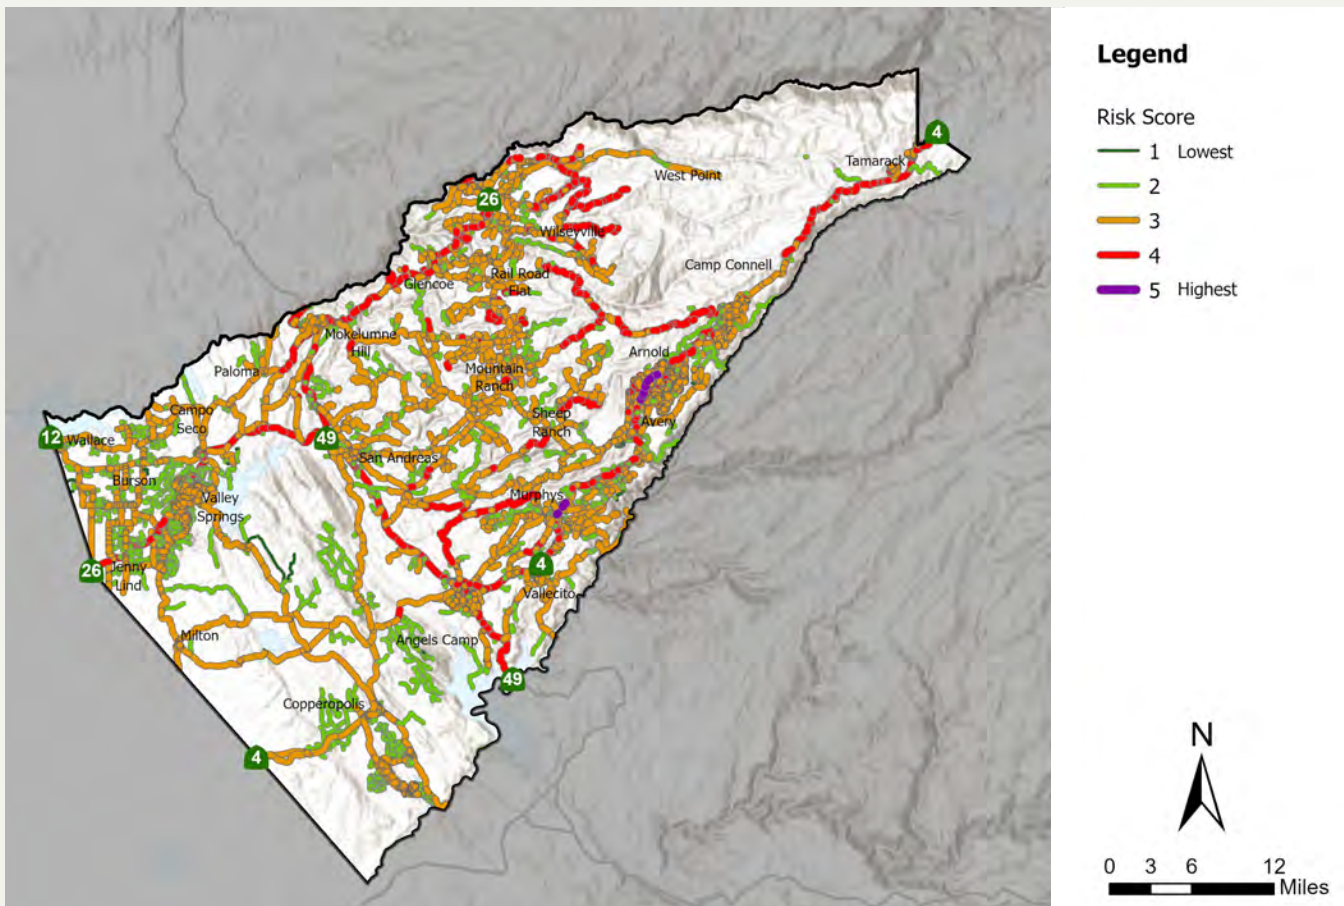 Legend
Risk Score
1 Lowest
2
3
4
5 Highest
N
0 3 6 12
Miles
4
Tamarack
West Point
26
Wilseyville
Camp Connell
Glencoe
Rail Road
Flat
Mokelumne
Hill
Arnold
Paloma
Mountain
Ranch
Campo
Seco
Sheep
Ranch
Avery
12
Wallace
49
San Andreas
Burson
Valley
Springs
Murphys
26
Jenny
Lind
4
Vallecito
Milton
Angels Camp
49
Copperopolis
4